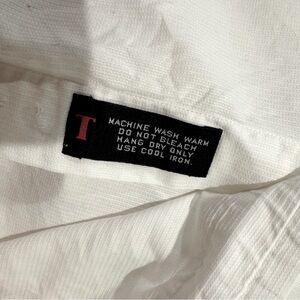 T
MACHINE WASH WARM
DO NOT BLEACH
HANG DRY ONLY
USE COOL IRON.